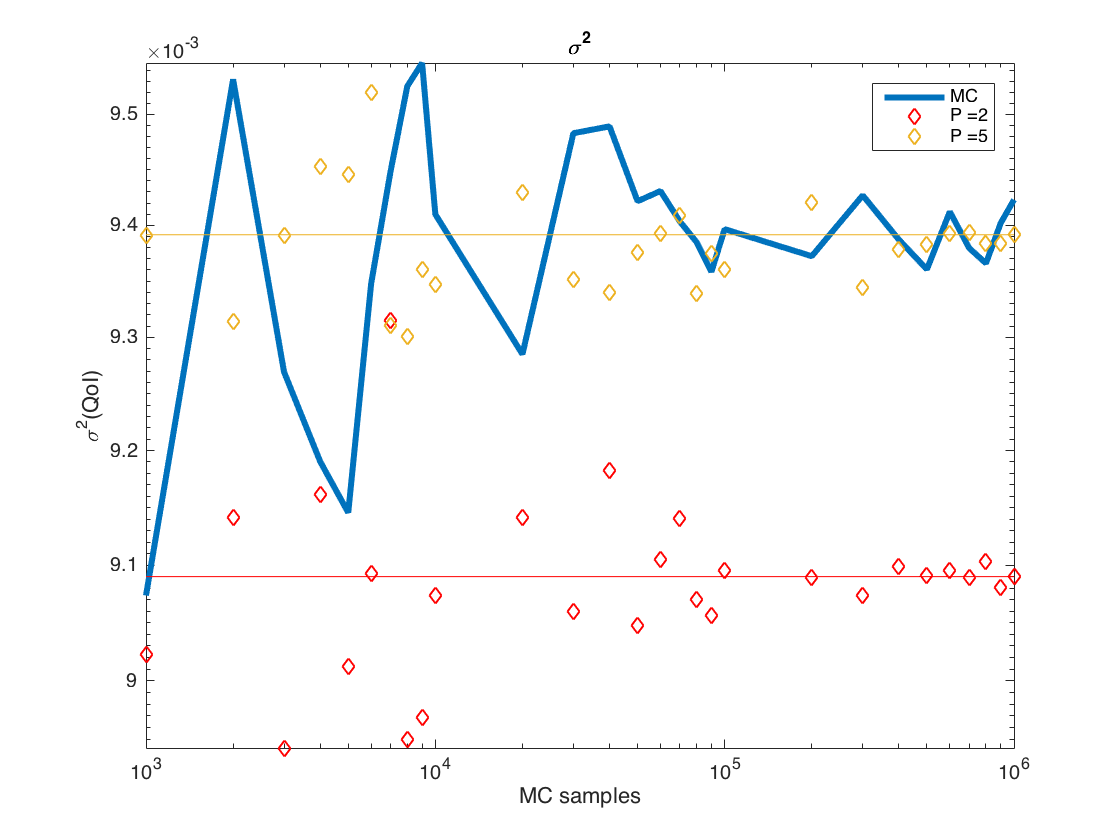 σ²
×10⁻³
MC
P =2
P =5
9.5
9.4
9.3
9.2
9.1
9
σ²(QoI)
10³
10⁴
10⁵
10⁶
MC samples